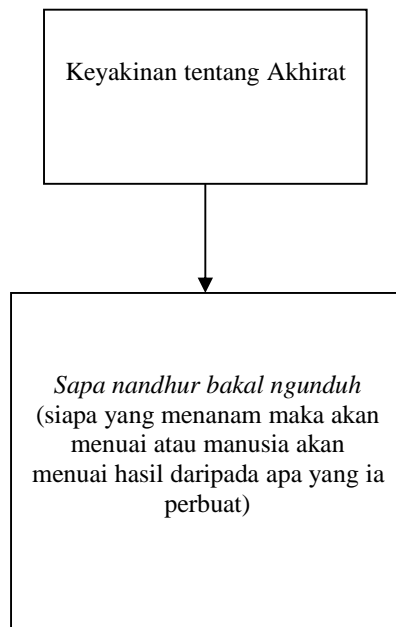 Keyakinan tentang Akhirat
Sapa nandhur bakal ngunduh
(siapa yang menanam maka akan
menuai atau manusia akan
menuai hasil daripada apa yang ia
perbuat)